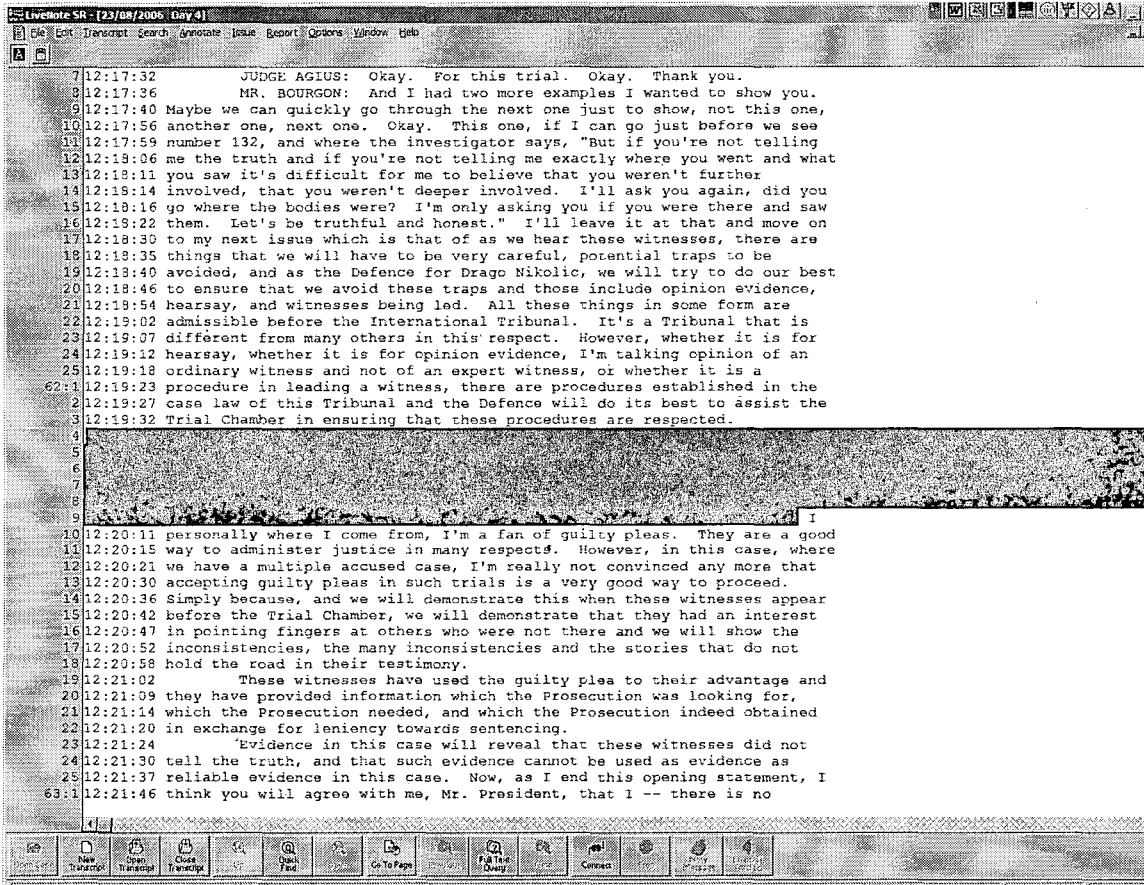 LiveNote SR - [23/08/2006 Day 4]
File Edit Transcript Search Annotate Issue Report Options Window Help
7 12:17:32 JUDGE AGIUS: Okay. For this trial. Okay. Thank you.
8 12:17:36 MR. BOURGON: And I had two more examples I wanted to show you.
9 12:17:40 Maybe we can quickly go through the next one just to show, not this one,
10 12:17:56 another one, next one. Okay. This one, if I can go just before we see
11 12:17:59 number 132, and where the investigator says, "But if you're not telling
12 12:18:06 me the truth and if you're not telling me exactly where you went and what
13 12:18:11 you saw it's difficult for me to believe that you weren't further
14 12:18:14 involved, that you weren't deeper involved. I'll ask you again, did you
15 12:18:16 go where the bodies were? I'm only asking you if you were there and saw
16 12:18:22 them. Let's be truthful and honest." I'll leave it at that and move on
17 12:18:30 to my next issue which is that of as we hear these witnesses, there are
18 12:18:35 things that we will have to be very careful, potential traps to be
19 12:18:40 avoided, and as the Defence for Drago Nikolic, we will try to do our best
20 12:18:46 to ensure that we avoid these traps and those include opinion evidence,
21 12:18:54 hearsay, and witnesses being led. All these things in some form are
22 12:19:02 admissible before the International Tribunal. It's a Tribunal that is
23 12:19:07 different from many others in this respect. However, whether it is for
24 12:19:12 hearsay, whether it is for opinion evidence, I'm talking opinion of an
25 12:19:18 ordinary witness and not of an expert witness, or whether it is a
62:1 12:19:23 procedure in leading a witness, there are procedures established in the
2 12:19:27 case law of this Tribunal and the Defence will do its best to assist the
3 12:19:32 Trial Chamber in ensuring that these procedures are respected.
4
5
6
7
8
9 I
10 12:20:11 personally where I come from, I'm a fan of guilty pleas. They are a good
11 12:20:15 way to administer justice in many respects. However, in this case, where
12 12:20:21 we have a multiple accused case, I'm really not convinced any more that
13 12:20:30 accepting guilty pleas in such trials is a very good way to proceed.
14 12:20:36 Simply because, and we will demonstrate this when these witnesses appear
15 12:20:42 before the Trial Chamber, we will demonstrate that they had an interest
16 12:20:47 in pointing fingers at others who were not there and we will show the
17 12:20:52 inconsistencies, the many inconsistencies and the stories that do not
18 12:20:58 hold the road in their testimony.
19 12:21:02 These witnesses have used the guilty plea to their advantage and
20 12:21:09 they have provided information which the Prosecution was looking for,
21 12:21:14 which the Prosecution needed, and which the Prosecution indeed obtained
22 12:21:20 in exchange for leniency towards sentencing.
23 12:21:24 Evidence in this case will reveal that these witnesses did not
24 12:21:30 tell the truth, and that such evidence cannot be used as evidence as
25 12:21:37 reliable evidence in this case. Now, as I end this opening statement, I
63:1 12:21:46 think you will agree with me, Mr. President, that I -- there is no
New Transcript Open Transcript Close Transcript Up Quick Find Go To Page Full Text Query Connect